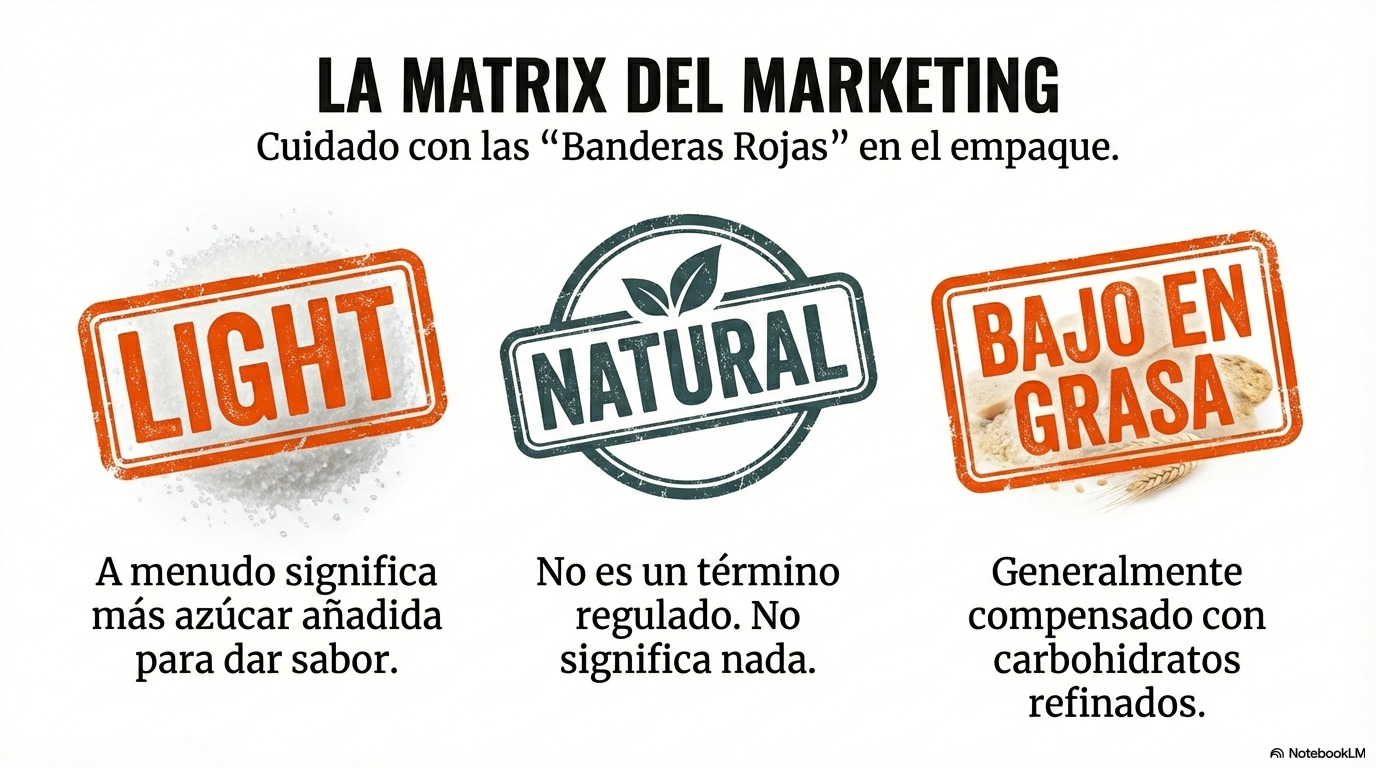 LA MATRIX DEL MARKETING
Cuidado con las “Banderas Rojas” en el empaque.
LIGHT
A menudo significa
más azúcar añadida
para dar sabor.
NATURAL
No es un término
regulado. No
significa nada.
BAJO EN
GRASA
Generalmente
compensado con
carbohidratos
refinados.
NotebookLM